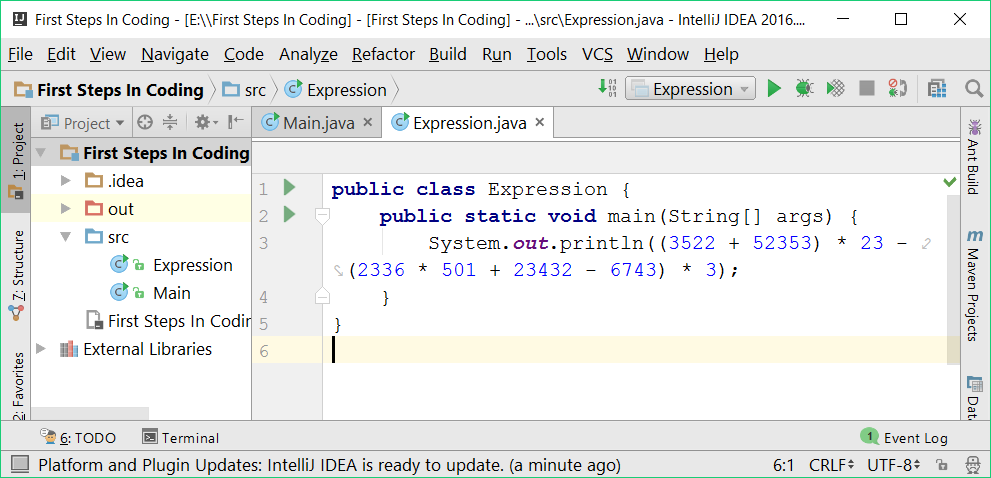 First Steps In Coding - [E:\\First Steps In Coding] - [First Steps In Coding] - ...\src\Expression.java - IntelliJ IDEA 2016....
File Edit View Navigate Code Analyze Refactor Build Run Tools VCS Window Help
First Steps In Coding src Expression Expression
1: Project
Project
Main.java
Expression.java
First Steps In Coding
.idea
out
src
Expression
Main
First Steps In Codin
External Libraries
1 public class Expression {
2 public static void main(String[] args) {
3 System.out.println((3522 + 52353) * 23 -
(2336 * 501 + 23432 - 6743) * 3);
4 }
5 }
6
Z: Structure
2: Favorites
Ant Build
m Maven Projects
Data
6: TODO Terminal 1 Event Log
Platform and Plugin Updates: IntelliJ IDEA is ready to update. (a minute ago) 6:1 CRLF UTF-8